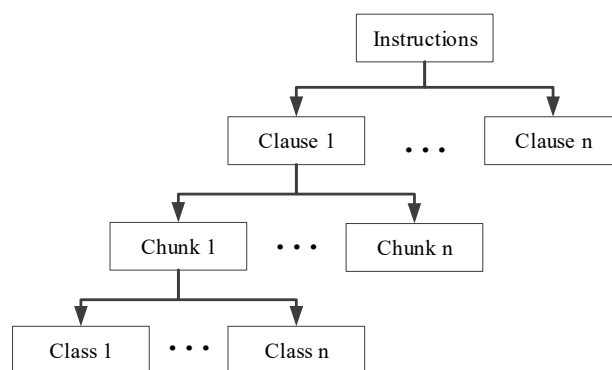 Instructions
Clause 1 ... Clause n
Chunk 1 ... Chunk n
Class 1 ... Class n